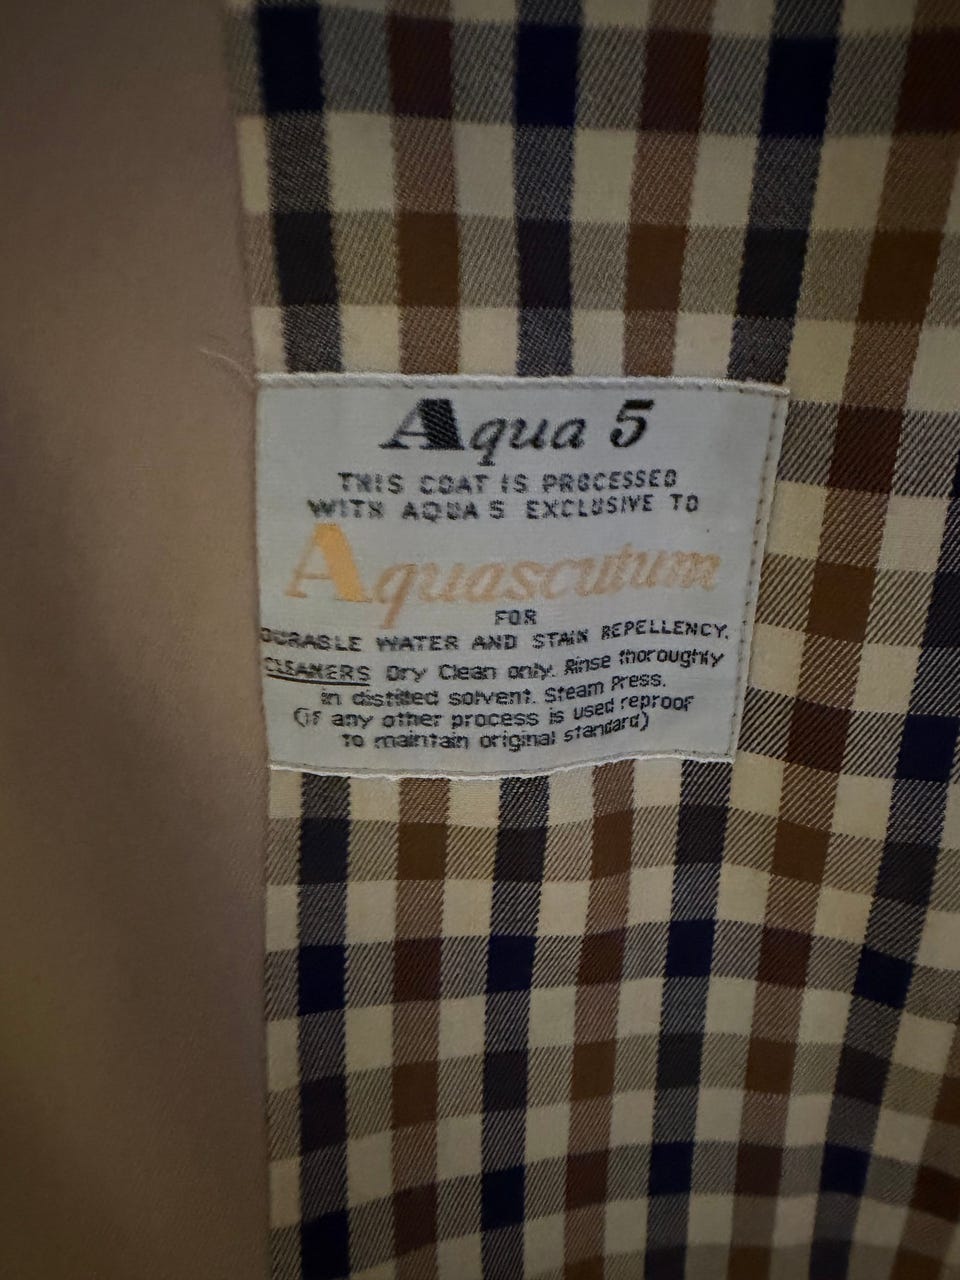 Aqua 5
THIS COAT IS PROCESSED
WITH AQUA 5 EXCLUSIVE TO
Aquascutum
FOR
DURABLE WATER AND STAIN REPELLENCY.
CLEANERS Dry Clean only. Rinse thoroughly
in distilled solvent. Steam Press.
(if any other process is used reproof
to maintain original standard)